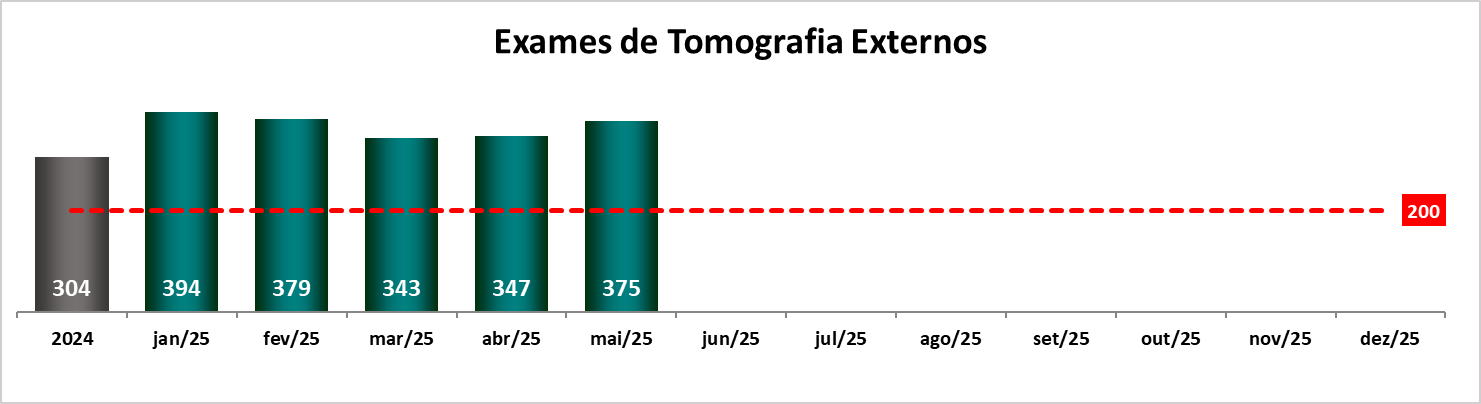 Exames de Tomografia Externos
200
304 394 379 343 347 375
2024 jan/25 fev/25 mar/25 abr/25 mai/25 jun/25 jul/25 ago/25 set/25 out/25 nov/25 dez/25